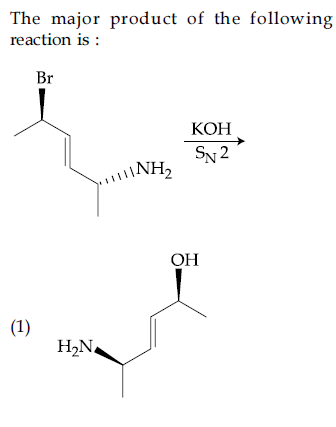 The major product of the following
reaction is :
Br
KOH
NH2
SN2
OH
(1)
H2N